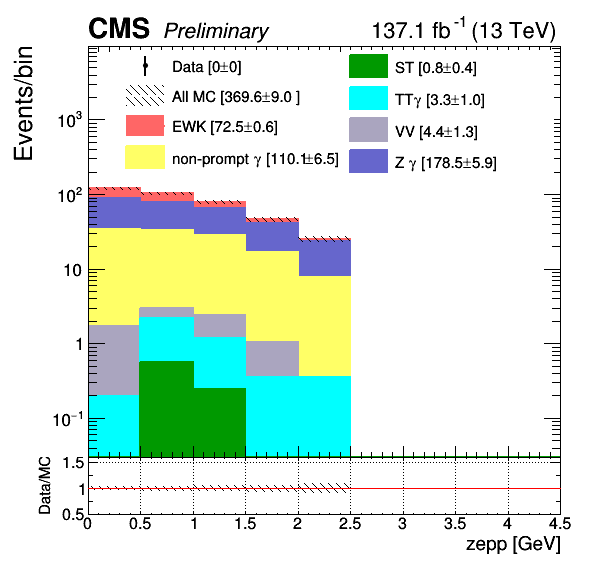 CMS Preliminary 137.1 fb⁻¹ (13 TeV)
Events/bin
Data [0±0]
All MC [369.6±9.0 ]
EWK [72.5±0.6]
non-prompt γ [110.1±6.5]
ST [0.8±0.4]
TTγ [3.3±1.0]
VV [4.4±1.3]
Z γ [178.5±5.9]
10³
10²
10
1
10⁻¹
Data/MC
1.5
1
0.5
0 0.5 1 1.5 2 2.5 3 3.5 4 4.5
zepp [GeV]